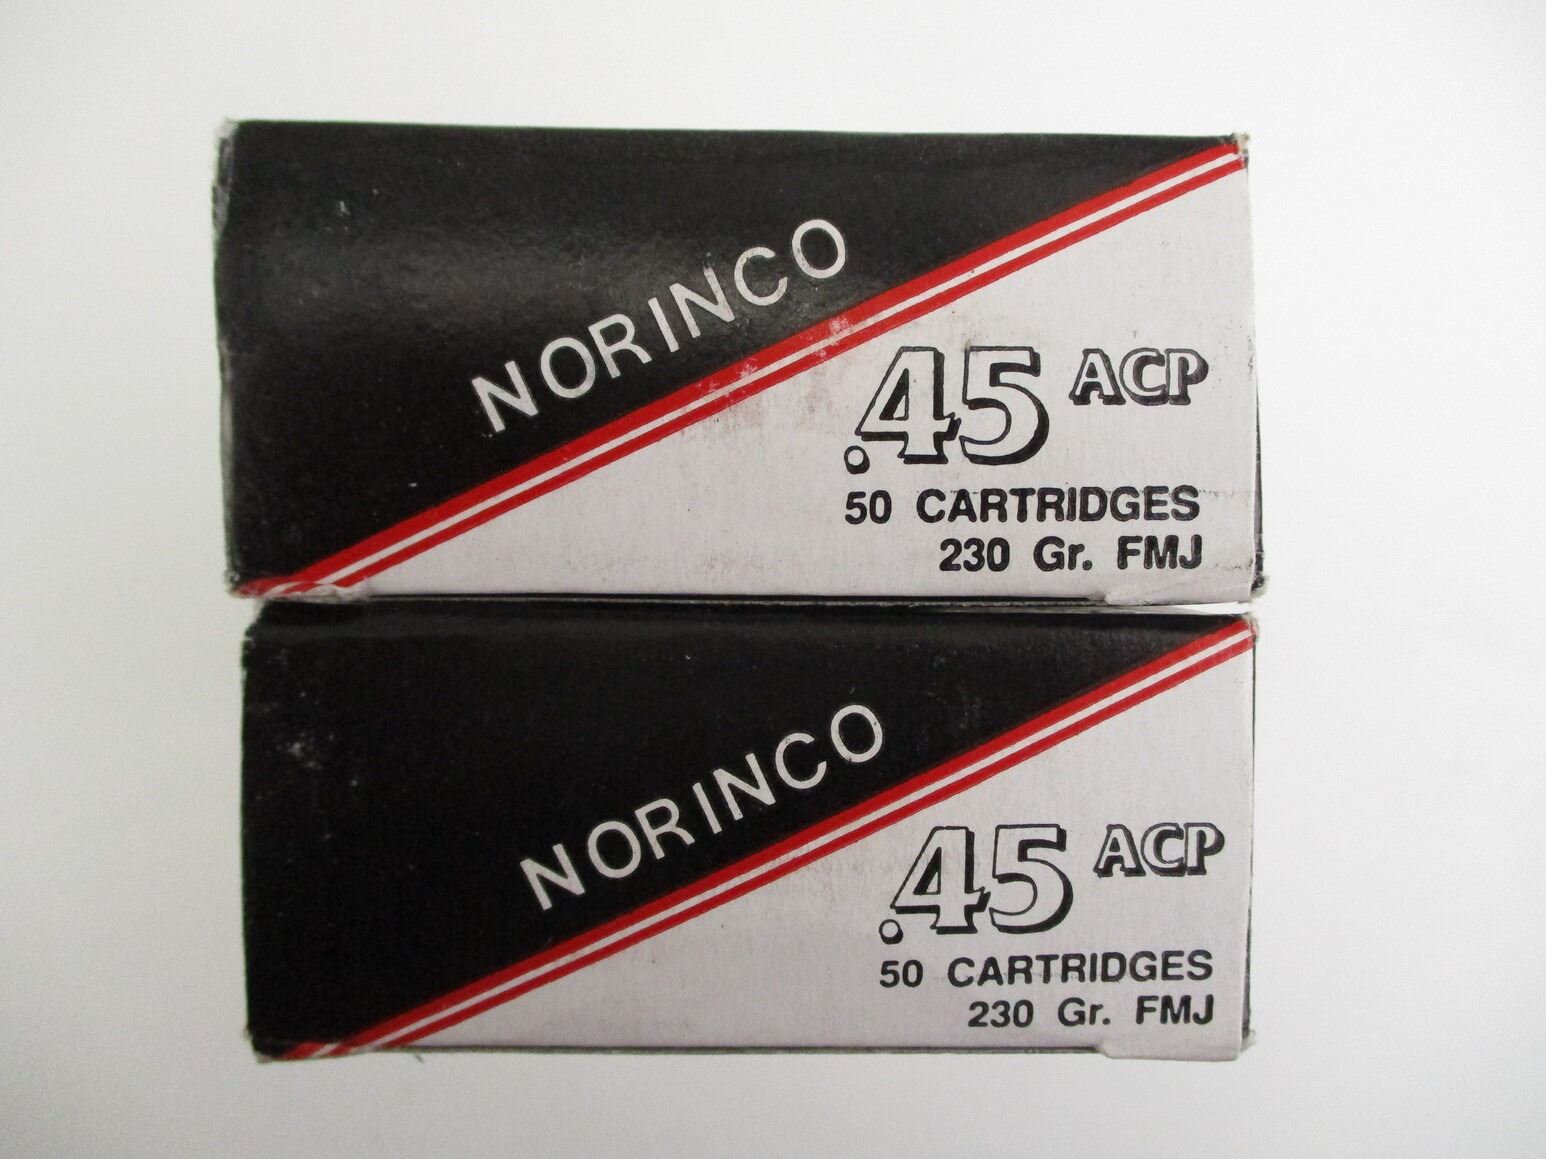 NORINCO
.45 ACP
50 CARTRIDGES
230 Gr. FMJ
NORINCO
.45 ACP
50 CARTRIDGES
230 Gr. FMJ